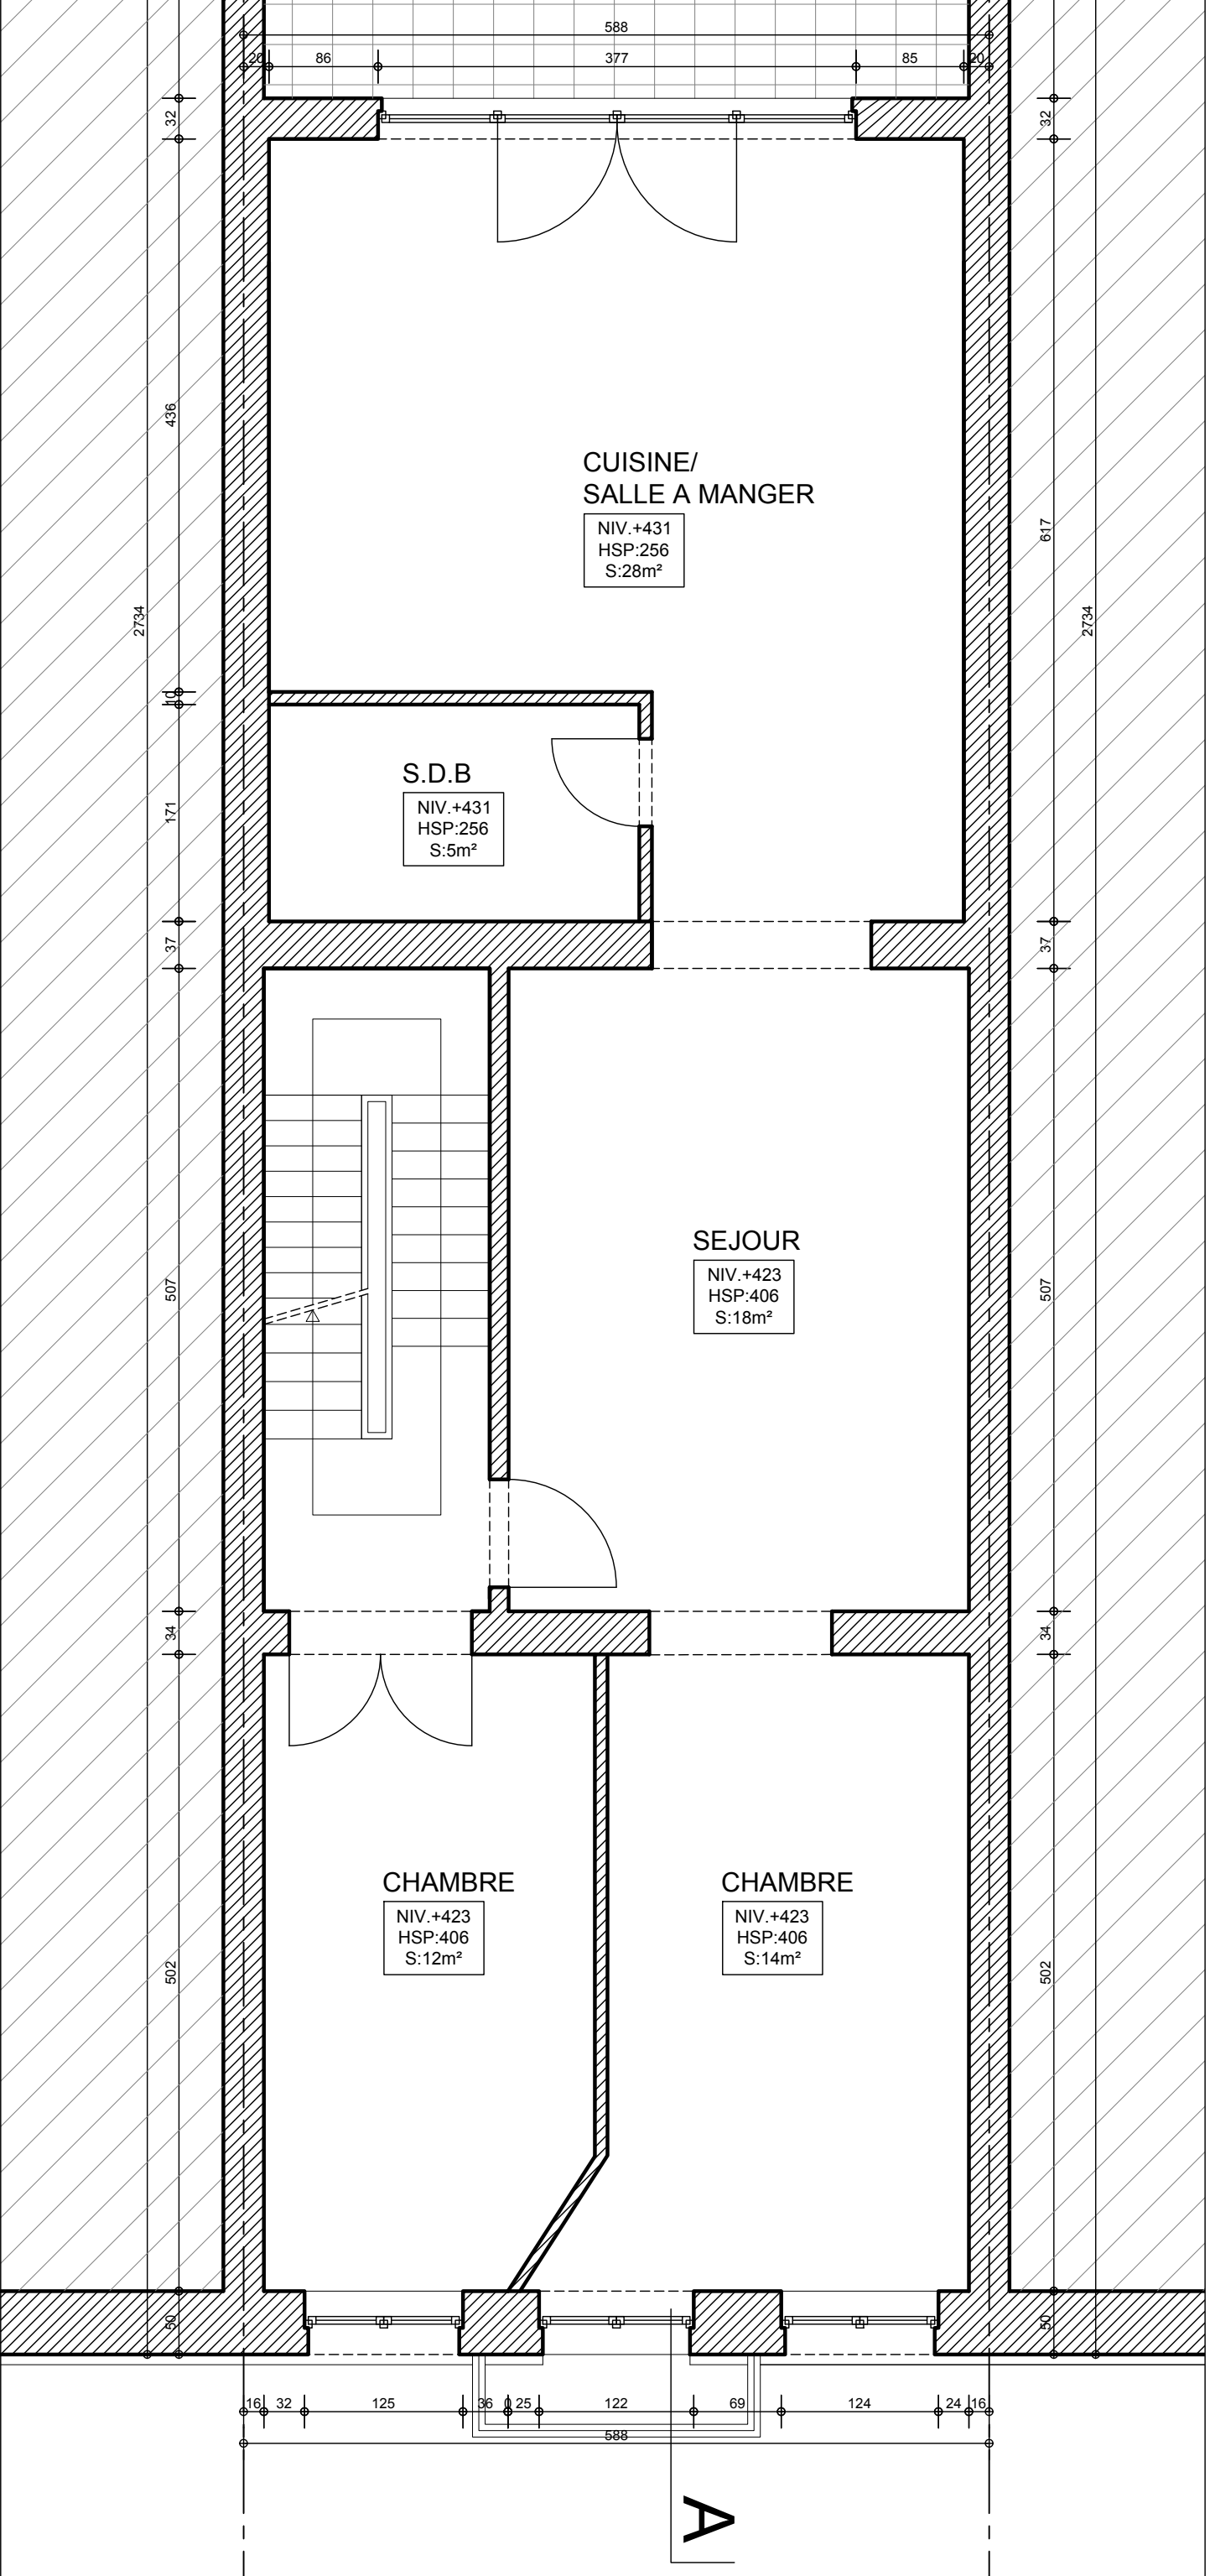 588
20 86 377 85 20
32 32
436
617
2734 2734
CUISINE/
SALLE A MANGER
NIV.+431
HSP:256
S:28m²
10
171
S.D.B
NIV.+431
HSP:256
S:5m²
37 37
507 507
SEJOUR
NIV.+423
HSP:406
S:18m²
34 34
502 502
CHAMBRE
NIV.+423
HSP:406
S:12m²
CHAMBRE
NIV.+423
HSP:406
S:14m²
50 50
16 32 125 36 0 25 122 69 124 24 16
588
A